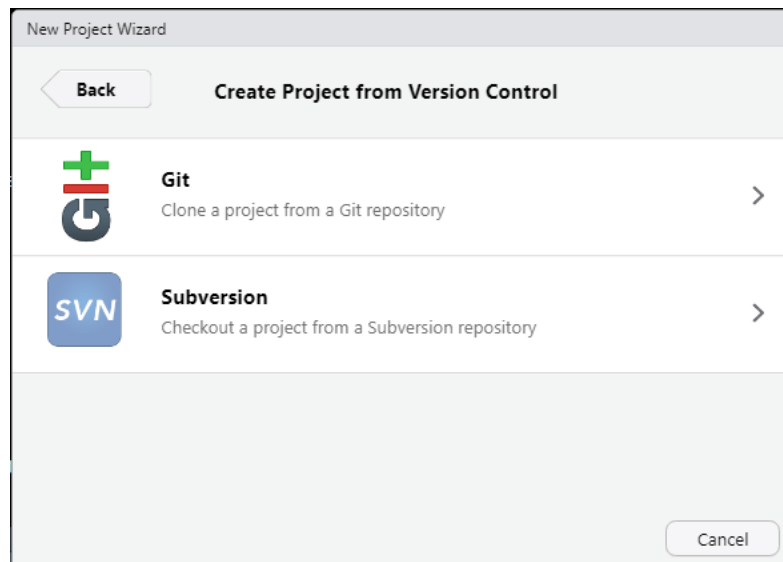 New Project Wizard
Back
Create Project from Version Control
git
Git
Clone a project from a Git repository
SVN
Subversion
Checkout a project from a Subversion repository
Cancel